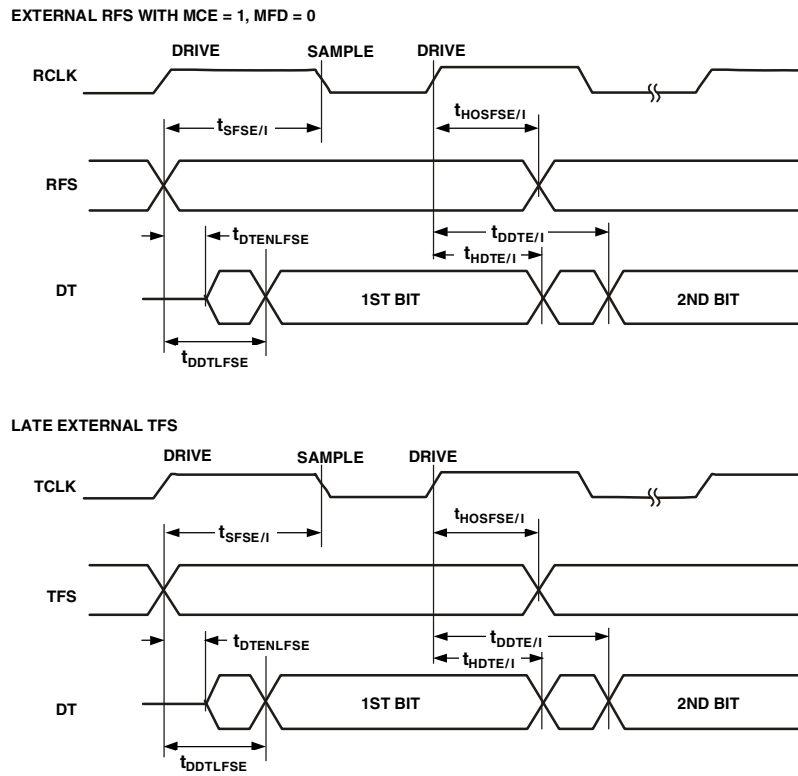 EXTERNAL RFS WITH MCE = 1, MFD = 0
DRIVE SAMPLE DRIVE
RCLK
tSFSE/I tHOSFSE/I
RFS
tDTENLFSE tDDTE/I
tHDTE/I
DT 1ST BIT 2ND BIT
tDDTLFSE
LATE EXTERNAL TFS
DRIVE SAMPLE DRIVE
TCLK
tHOSFSE/I
tSFSE/I
TFS
tDTENLFSE tDDTE/I
tHDTE/I
DT 1ST BIT 2ND BIT
tDDTLFSE